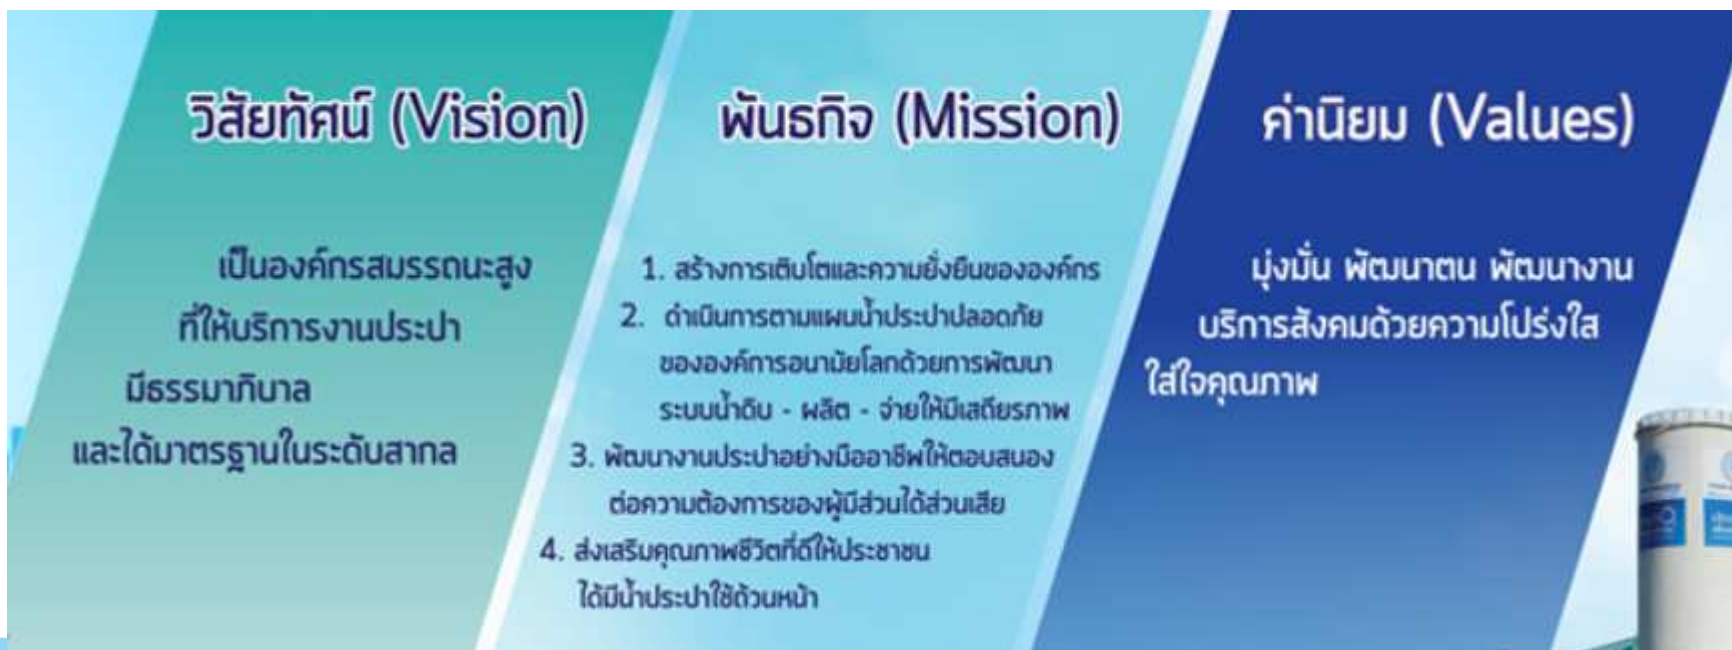 วิสัยทัศน์ (Vision)
เป็นองค์กรสมรรถนะสูง
ที่ให้บริการงานประปา
มีธรรมาภิบาล
และได้มาตรฐานในระดับสากล
พันธกิจ (Mission)
1. สร้างการเติบโตและความยั่งยืนขององค์กร
2. ดำเนินการตามแผนน้ำประปาปลอดภัย
ขององค์การอนามัยโลกด้วยการพัฒนา
ระบบน้ำดิบ - ผลิต - จ่ายให้มีเสถียรภาพ
3. พัฒนางานประปาอย่างมืออาชีพให้ตอบสนอง
ต่อความต้องการของผู้มีส่วนได้ส่วนเสีย
4. ส่งเสริมคุณภาพชีวิตที่ดีให้ประชาชน
ได้มีน้ำประปาใช้ถ้วนหน้า
ค่านิยม (Values)
มุ่งมั่น พัฒนาตน พัฒนางาน
บริการสังคมด้วยความโปร่งใส
ใส่ใจคุณภาพ